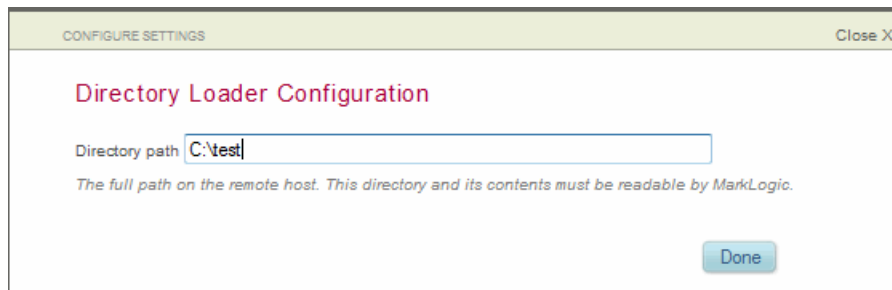 CONFIGURE SETTINGS Close X
Directory Loader Configuration
Directory path C:\test
The full path on the remote host. This directory and its contents must be readable by MarkLogic.
Done